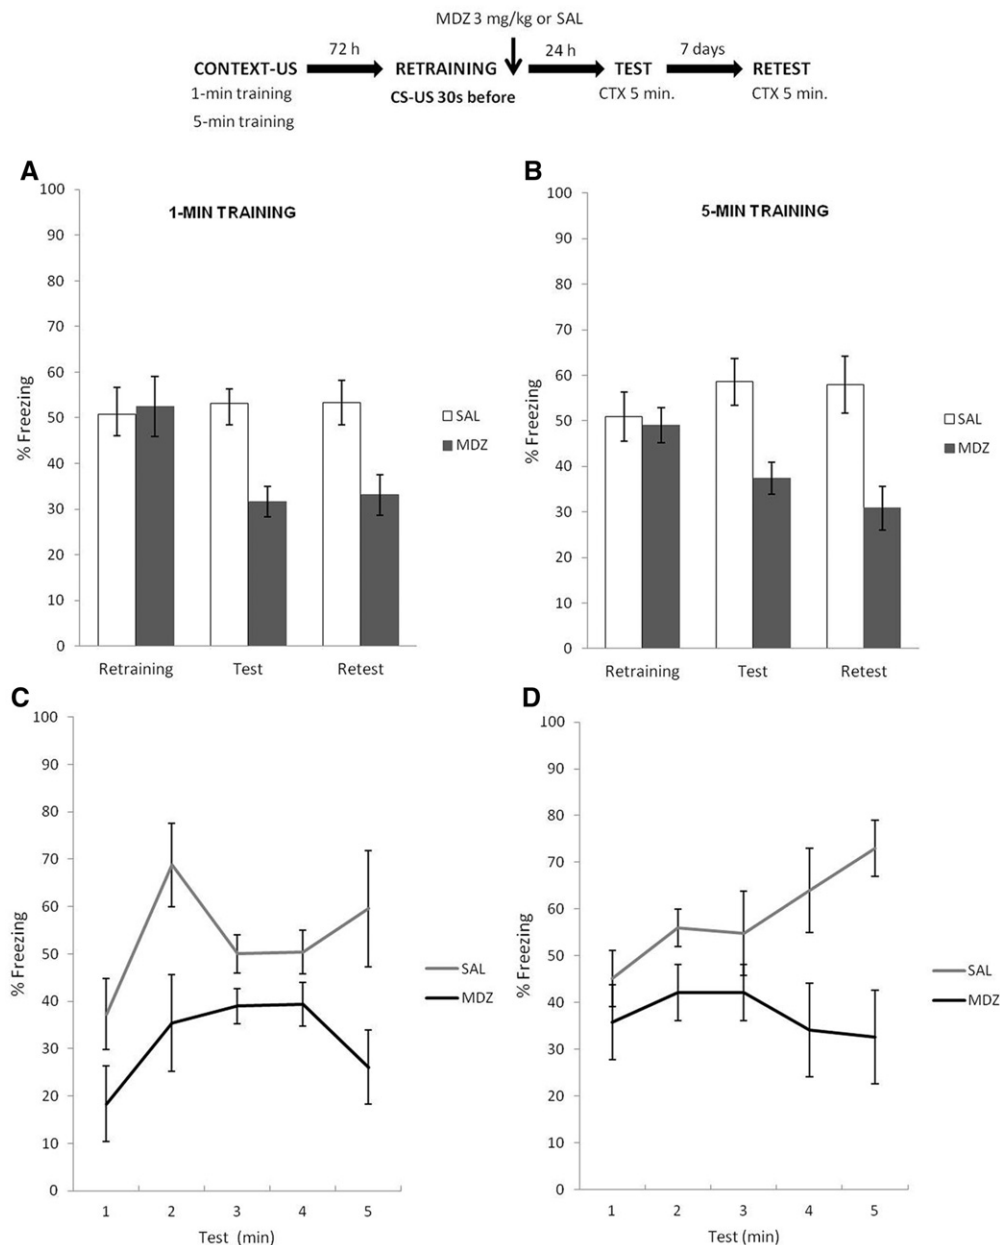 MDZ 3 mg/kg or SAL
72 h
24 h
7 days
CONTEXT-US
RETRAINING
TEST
RETEST
1-min training
CS-US 30s before
CTX 5 min.
CTX 5 min.
5-min training
A
1-MIN TRAINING
% Freezing
100
90
80
70
60
50
40
30
20
10
0
Retraining
Test
Retest
SAL
MDZ
B
5-MIN TRAINING
% Freezing
100
90
80
70
60
50
40
30
20
10
0
Retraining
Test
Retest
SAL
MDZ
C
% Freezing
100
90
80
70
60
50
40
30
20
10
0
1
2
3
4
5
Test (min)
SAL
MDZ
D
% Freezing
100
90
80
70
60
50
40
30
20
10
0
1
2
3
4
5
Test (min)
SAL
MDZ